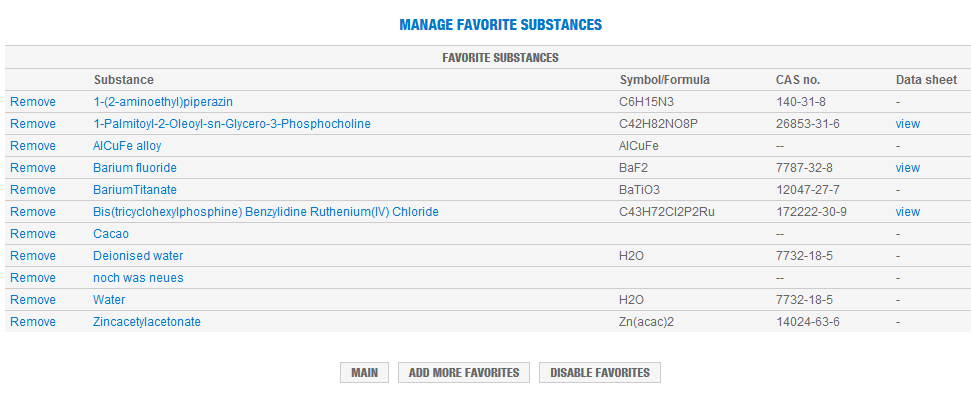 MANAGE FAVORITE SUBSTANCES
FAVORITE SUBSTANCES
Substance Symbol/Formula CAS no. Data sheet
Remove 1-(2-aminoethyl)piperazin C6H15N3 140-31-8 -
Remove 1-Palmitoyl-2-Oleoyl-sn-Glycero-3-Phosphocholine C42H82NO8P 26853-31-6 view
Remove AlCuFe alloy AlCuFe -- -
Remove Barium fluoride BaF2 7787-32-8 view
Remove BariumTitanate BaTiO3 12047-27-7 -
Remove Bis(tricyclohexylphosphine) Benzylidine Ruthenium(IV) Chloride C43H72Cl2P2Ru 172222-30-9 view
Remove Cacao -- -
Remove Deionised water H2O 7732-18-5 -
Remove noch was neues -- -
Remove Water H2O 7732-18-5 -
Remove Zincacetylacetonate Zn(acac)2 14024-63-6 -
MAIN ADD MORE FAVORITES DISABLE FAVORITES